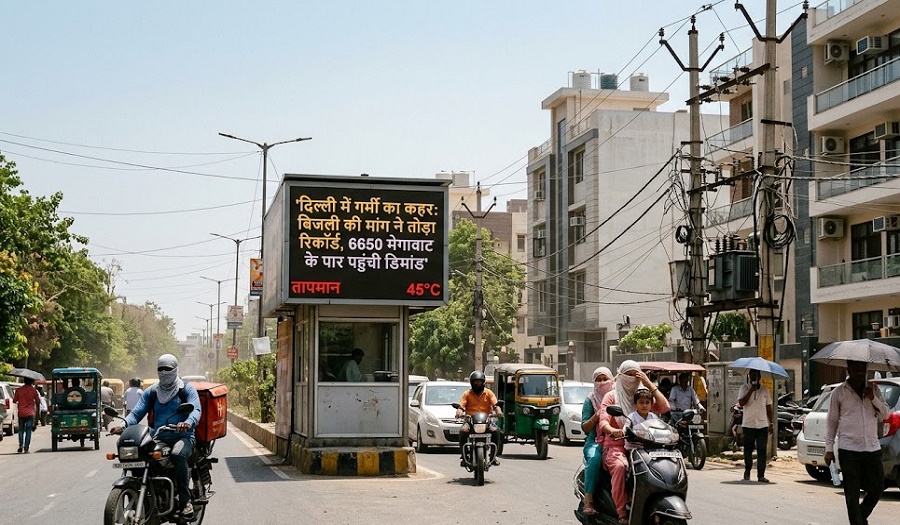 'दिल्ली में गर्मी का कहर:
बिजली की मांग ने तोड़ा
रिकॉर्ड, 6650 मेगावाट
के पार पहुंची डिमांड'
तापमान 45°C